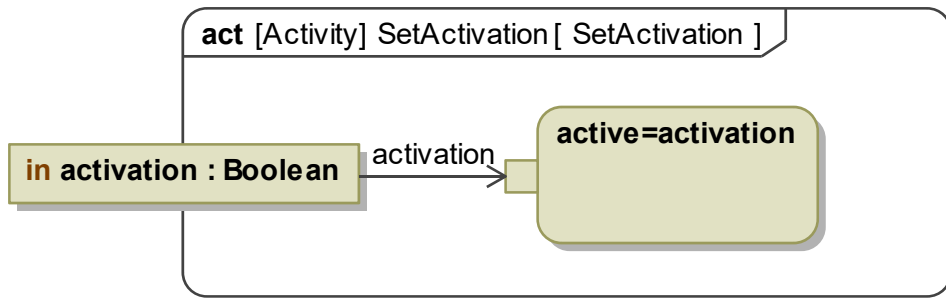 act [Activity] SetActivation [ SetActivation ]
in activation : Boolean
activation
active=activation